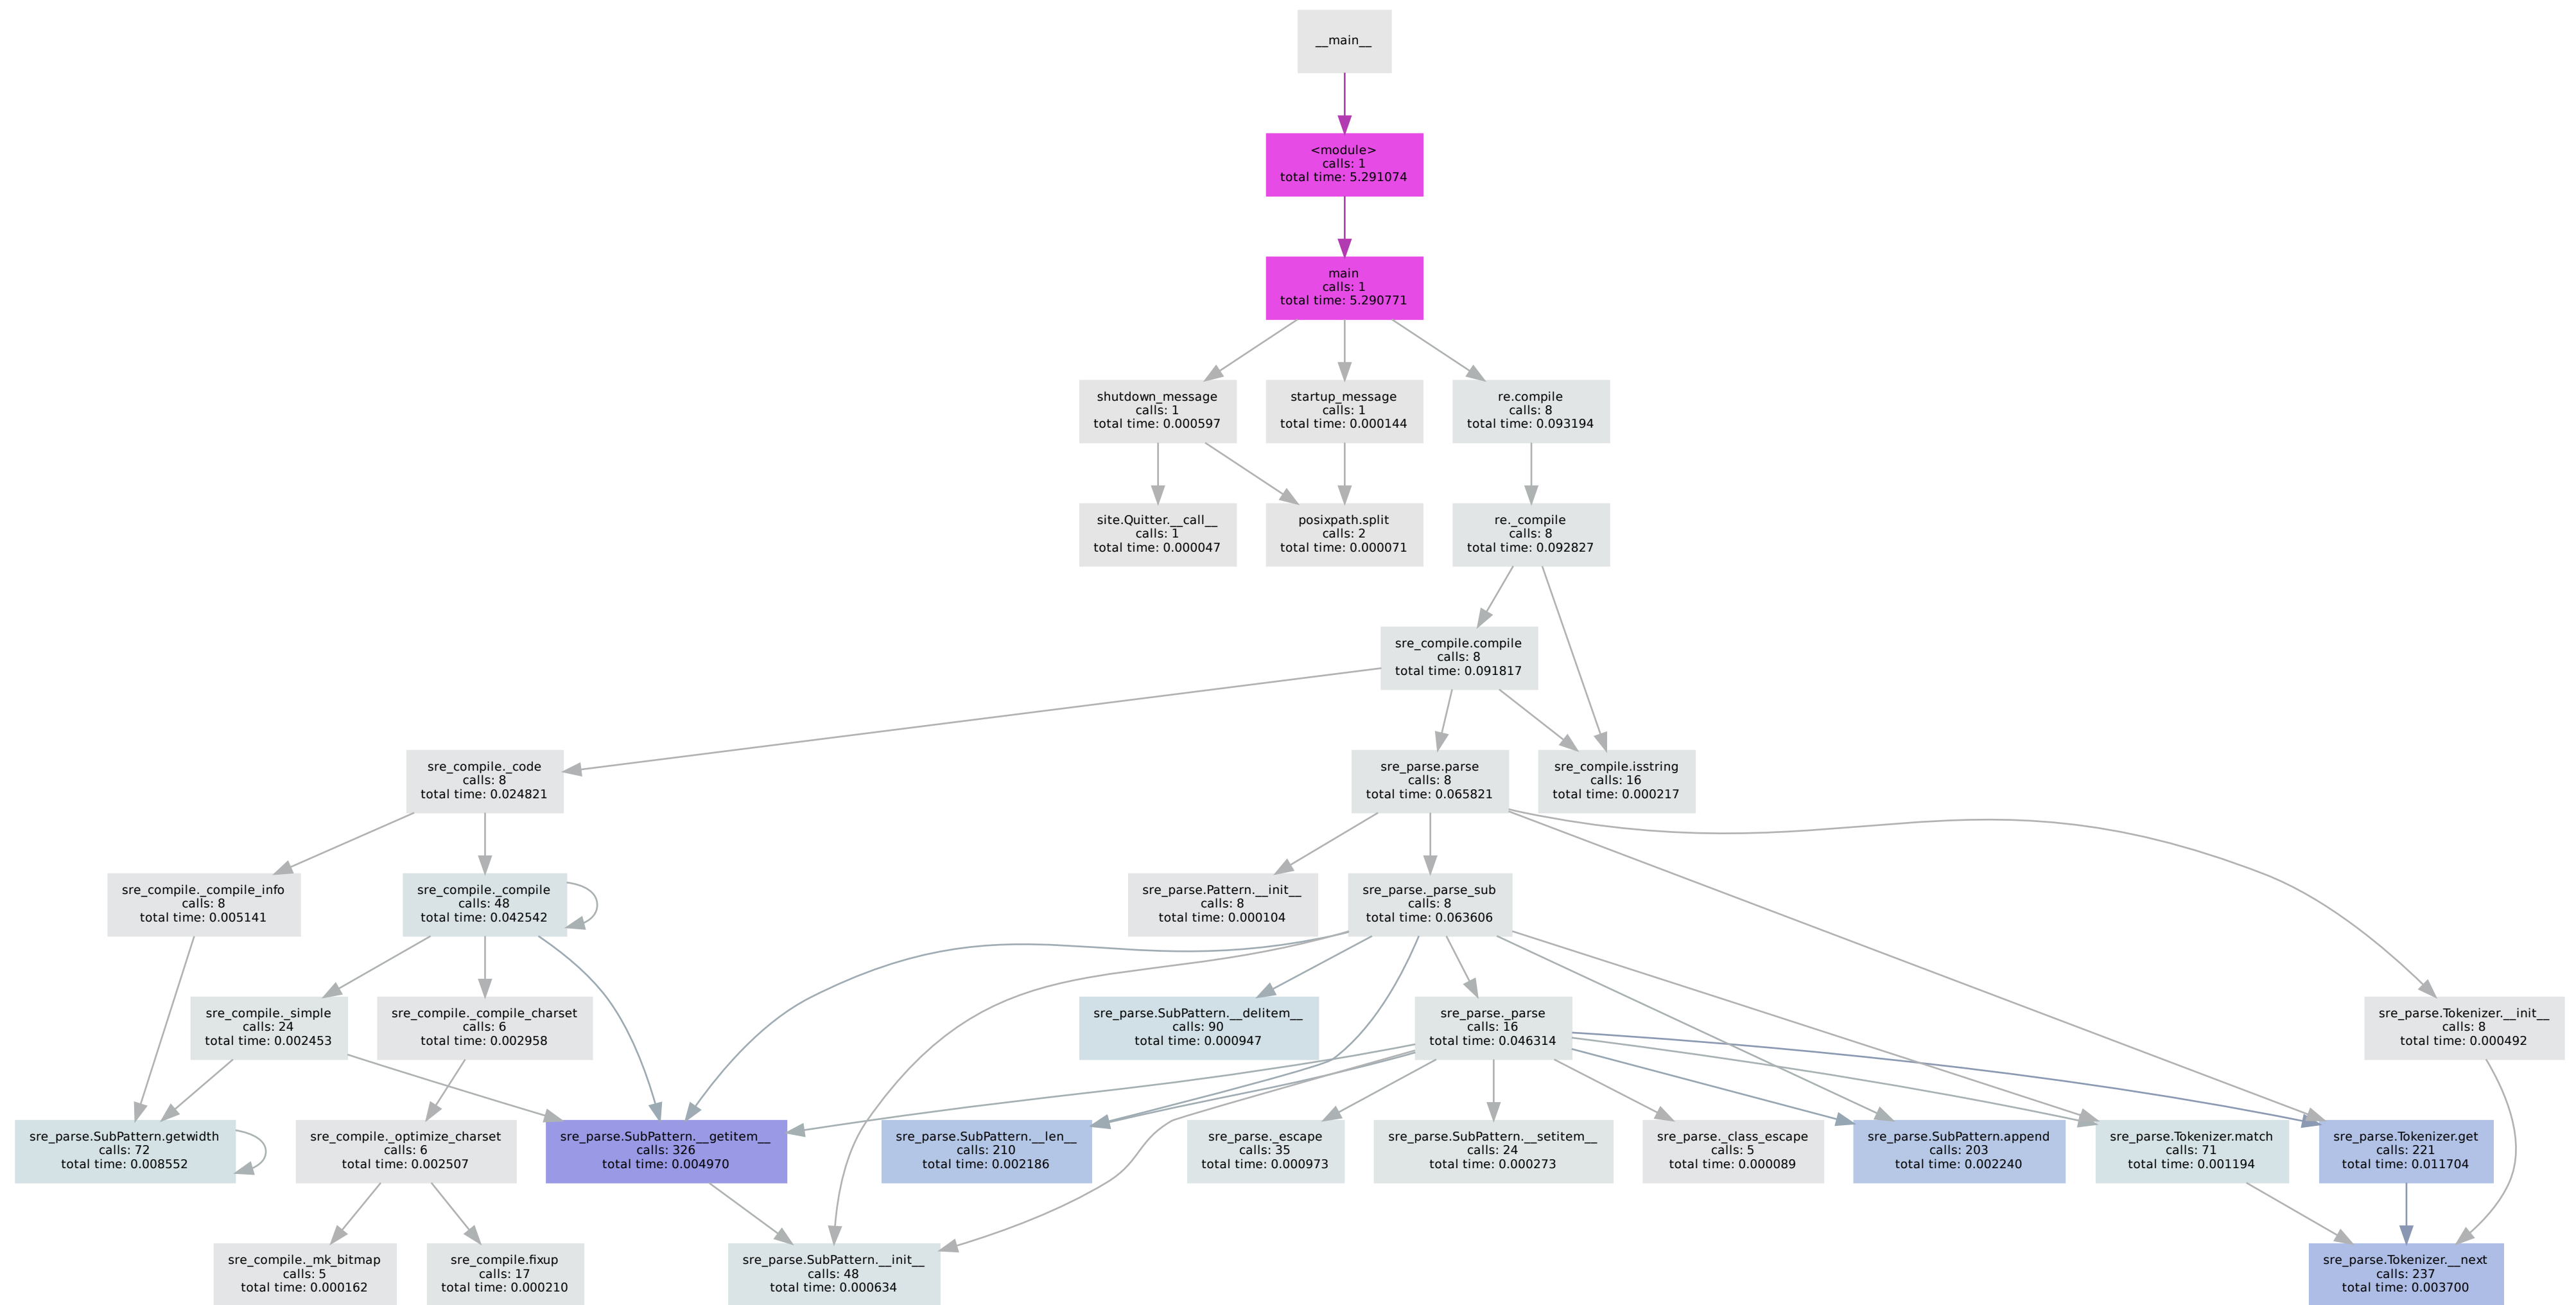 __main__
<module>
calls: 1
total time: 5.291074
main
calls: 1
total time: 5.290771
shutdown_message
calls: 1
total time: 0.000597
startup_message
calls: 1
total time: 0.000144
re.compile
calls: 8
total time: 0.093194
site.Quitter.__call__
calls: 1
total time: 0.000047
posixpath.split
calls: 2
total time: 0.000071
re._compile
calls: 8
total time: 0.092827
sre_compile.compile
calls: 8
total time: 0.091817
sre_compile._code
calls: 8
total time: 0.024821
sre_parse.parse
calls: 8
total time: 0.065821
sre_compile.isstring
calls: 16
total time: 0.000217
sre_compile._compile_info
calls: 8
total time: 0.005141
sre_compile._compile
calls: 48
total time: 0.042542
sre_parse.Pattern.__init__
calls: 8
total time: 0.000104
sre_parse._parse_sub
calls: 8
total time: 0.063606
sre_compile._simple
calls: 24
total time: 0.002453
sre_compile._compile_charset
calls: 6
total time: 0.002958
sre_parse.SubPattern.__delitem__
calls: 90
total time: 0.000947
sre_parse._parse
calls: 16
total time: 0.046314
sre_parse.Tokenizer.__init__
calls: 8
total time: 0.000492
sre_parse.SubPattern.getwidth
calls: 72
total time: 0.008552
sre_compile._optimize_charset
calls: 6
total time: 0.002507
sre_parse.SubPattern.__getitem__
calls: 326
total time: 0.004970
sre_parse.SubPattern.__len__
calls: 210
total time: 0.002186
sre_parse._escape
calls: 35
total time: 0.000973
sre_parse.SubPattern.__setitem__
calls: 24
total time: 0.000273
sre_parse._class_escape
calls: 5
total time: 0.000089
sre_parse.SubPattern.append
calls: 203
total time: 0.002240
sre_parse.Tokenizer.match
calls: 71
total time: 0.001194
sre_parse.Tokenizer.get
calls: 221
total time: 0.011704
sre_compile._mk_bitmap
calls: 5
total time: 0.000162
sre_compile.fixup
calls: 17
total time: 0.000210
sre_parse.SubPattern.__init__
calls: 48
total time: 0.000634
sre_parse.Tokenizer.__next
calls: 237
total time: 0.003700